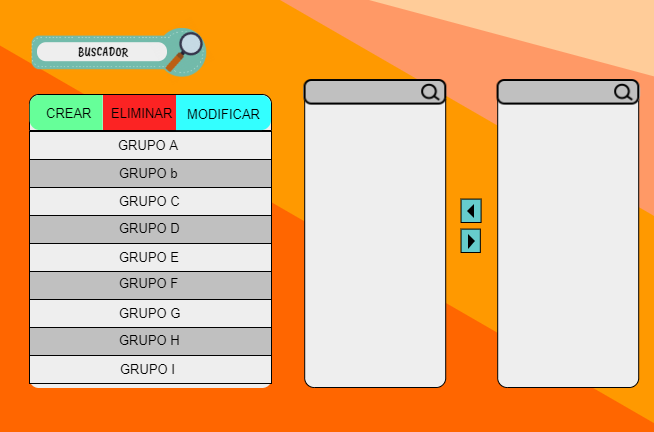 BUSCADOR
CREAR ELIMINAR MODIFICAR
GRUPO A
GRUPO b
GRUPO C
GRUPO D
GRUPO E
GRUPO F
GRUPO G
GRUPO H
GRUPO I